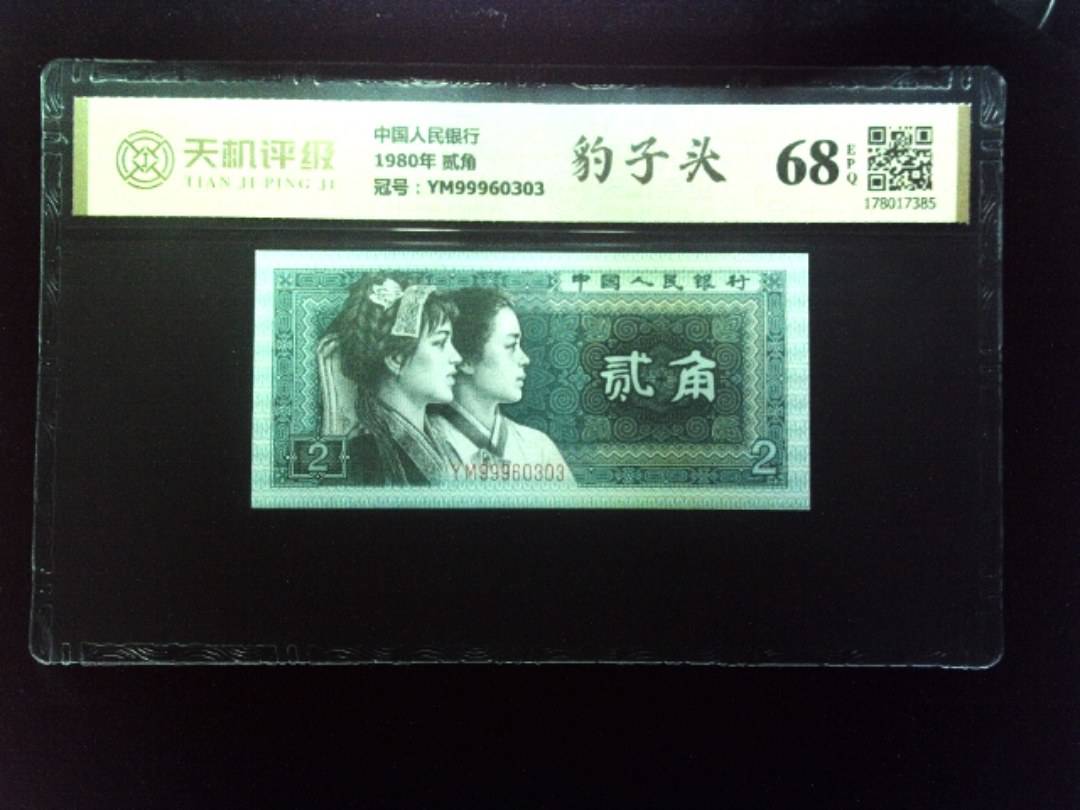 天机评级
TIAN JI PING JI
中国人民银行
1980年 贰角
冠号：YM99960303
豹子头
68
EPQ
178017385
中国人民银行
贰角
2
2
YM99960303